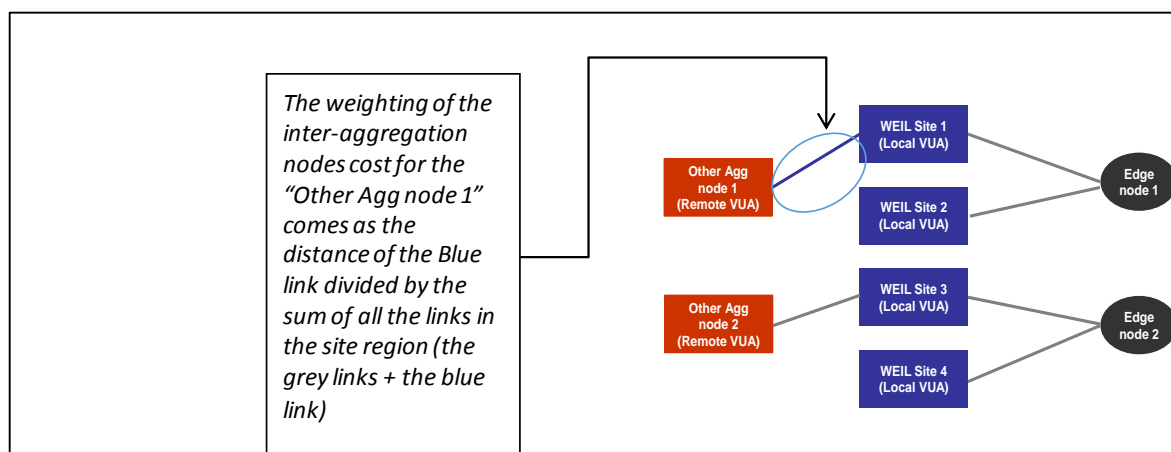 The weighting of the
inter-aggregation
nodes cost for the
“Other Agg node 1”
comes as the
distance of the Blue
link divided by the
sum of all the links in
the site region (the
grey links + the blue
link)
WEIL Site 1
(Local VUA)
Other Agg
node 1
(Remote VUA)
Edge
node 1
WEIL Site 2
(Local VUA)
WEIL Site 3
(Local VUA)
Other Agg
node 2
(Remote VUA)
Edge
node 2
WEIL Site 4
(Local VUA)